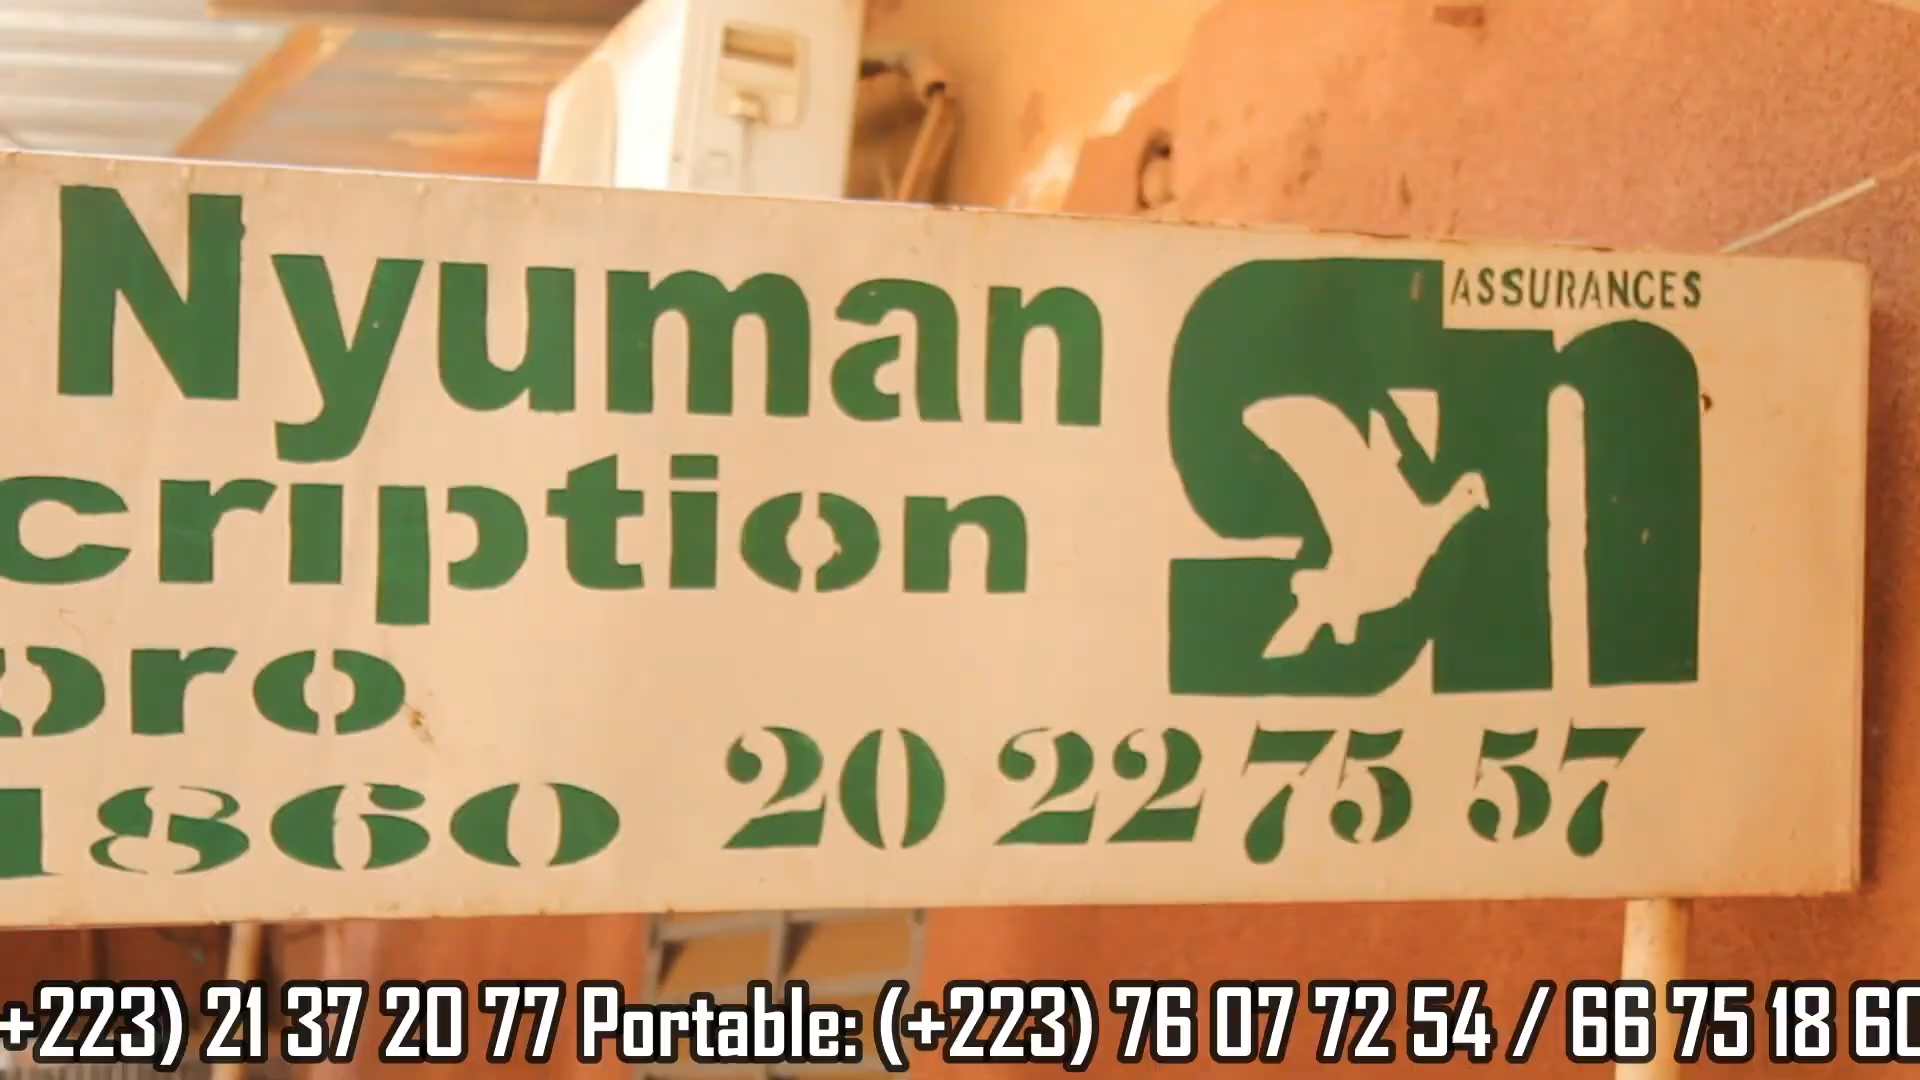 Nyuman
ASSURANCES
Sn
cription
oro
1860 20 22 75 57
+223) 21 37 20 77 Portable: (+223) 76 07 72 54 / 66 75 18 60